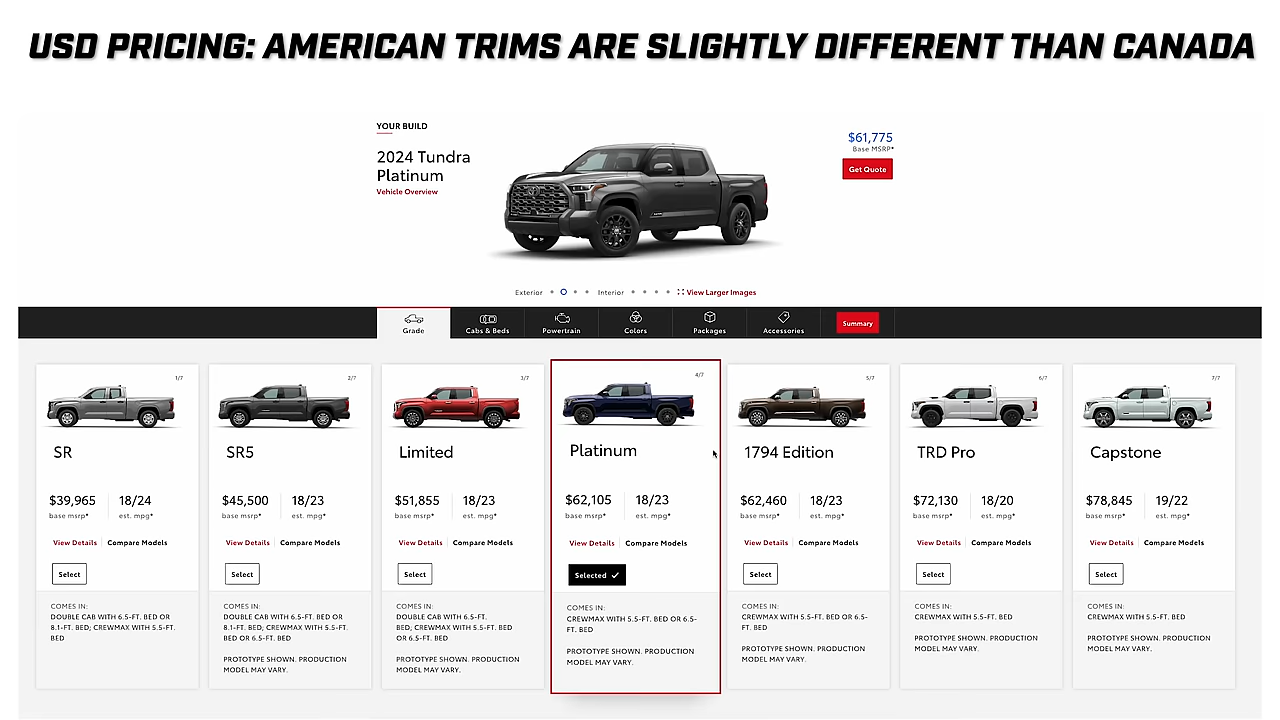 USD PRICING: AMERICAN TRIMS ARE SLIGHTLY DIFFERENT THAN CANADA
YOUR BUILD
2024 Tundra
Platinum
Vehicle Overview
$61,775
Base MSRP*
Get Quote
Exterior
Interior
View Larger Images
Grade
Cabs & Beds
Powertrain
Colors
Packages
Accessories
Summary
1/7
SR
$39,965 18/24
base msrp* est. mpg*
View Details Compare Models
Select
COMES IN:
DOUBLE CAB WITH 6.5-FT. BED OR
8.1-FT. BED; CREWMAX WITH 5.5-FT.
BED
2/7
SR5
$45,500 18/23
base msrp* est. mpg*
View Details Compare Models
Select
COMES IN:
DOUBLE CAB WITH 6.5-FT. BED OR
8.1-FT. BED; CREWMAX WITH 5.5-FT.
BED OR 6.5-FT. BED
PROTOTYPE SHOWN. PRODUCTION
MODEL MAY VARY.
3/7
Limited
$51,855 18/23
base msrp* est. mpg*
View Details Compare Models
Select
COMES IN:
DOUBLE CAB WITH 6.5-FT.
BED; CREWMAX WITH 5.5-FT. BED
OR 6.5-FT. BED
PROTOTYPE SHOWN. PRODUCTION
MODEL MAY VARY.
4/7
Platinum
$62,105 18/23
base msrp* est. mpg*
View Details Compare Models
Selected
COMES IN:
CREWMAX WITH 5.5-FT. BED OR 6.5-
FT. BED
PROTOTYPE SHOWN. PRODUCTION
MODEL MAY VARY.
5/7
1794 Edition
$62,460 18/23
base msrp* est. mpg*
View Details Compare Models
Select
COMES IN:
CREWMAX WITH 5.5-FT. BED OR 6.5-
FT. BED
PROTOTYPE SHOWN. PRODUCTION
MODEL MAY VARY.
6/7
TRD Pro
$72,130 18/20
base msrp* est. mpg*
View Details Compare Models
Select
COMES IN:
CREWMAX WITH 5.5-FT. BED
PROTOTYPE SHOWN. PRODUCTION
MODEL MAY VARY.
7/7
Capstone
$78,845 19/22
base msrp* est. mpg*
View Details Compare Models
Select
COMES IN:
CREWMAX WITH 5.5-FT. BED
PROTOTYPE SHOWN. PRODUCTION
MODEL MAY VARY.